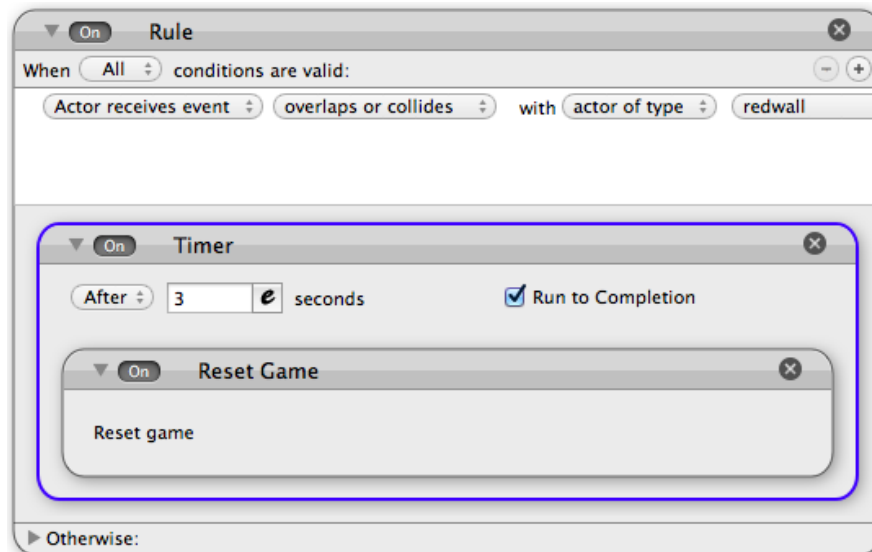 On Rule
When All conditions are valid:
Actor receives event overlaps or collides with actor of type redwall
On Timer
After 3 e seconds Run to Completion
On Reset Game
Reset game
Otherwise: